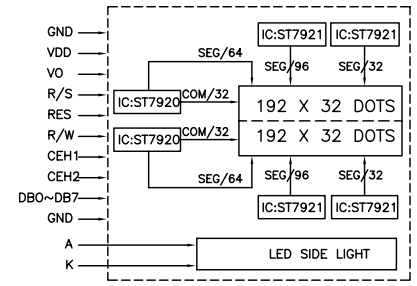 GND
VDD
VO
R/S
RES
R/W
CEH1
CEH2
DB0~DB7
GND
A
K
IC:ST7921
IC:ST7921
SEG/64
SEG/96
SEG/32
IC:ST7920
COM/32
192 X 32 DOTS
IC:ST7920
COM/32
192 X 32 DOTS
SEG/64
SEG/96
SEG/32
IC:ST7921
IC:ST7921
LED SIDE LIGHT